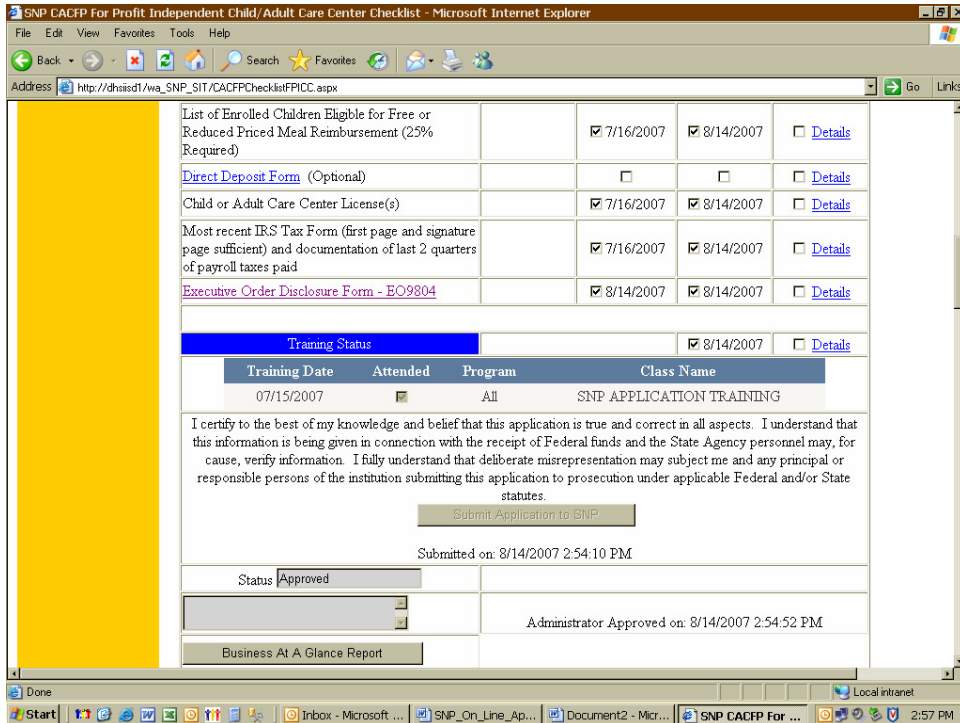 SNP CACFP For Profit Independent Child/Adult Care Center Checklist - Microsoft Internet Explorer
File Edit View Favorites Tools Help
Back Search Favorites
Address http://dhsiisd1/wa_SNP_SIT/CACFPChecklistFPICC.aspx Go Links
List of Enrolled Children Eligible for Free or
Reduced Priced Meal Reimbursement (25% 7/16/2007 8/14/2007 Details
Required)
Direct Deposit Form (Optional) Details
Child or Adult Care Center License(s) 7/16/2007 8/14/2007 Details
Most recent IRS Tax Form (first page and signature
page sufficient) and documentation of last 2 quarters 7/16/2007 8/14/2007 Details
of payroll taxes paid
Executive Order Disclosure Form - EO9804 8/14/2007 8/14/2007 Details
Training Status 8/14/2007 Details
Training Date Attended Program Class Name
07/15/2007 All SNP APPLICATION TRAINING
I certify to the best of my knowledge and belief that this application is true and correct in all aspects. I understand that
this information is being given in connection with the receipt of Federal funds and the State Agency personnel may, for
cause, verify information. I fully understand that deliberate misrepresentation may subject me and any principal or
responsible persons of the institution submitting this application to prosecution under applicable Federal and/or State
statutes.
Submit Application to SNP
Submitted on: 8/14/2007 2:54:10 PM
Status Approved
Administrator Approved on: 8/14/2007 2:54:52 PM
Business At A Glance Report
Done Local intranet
Start Inbox - Microsoft ... SNP_On_Line_Ap... Document2 - Micr... SNP CACFP For ... 2:57 PM